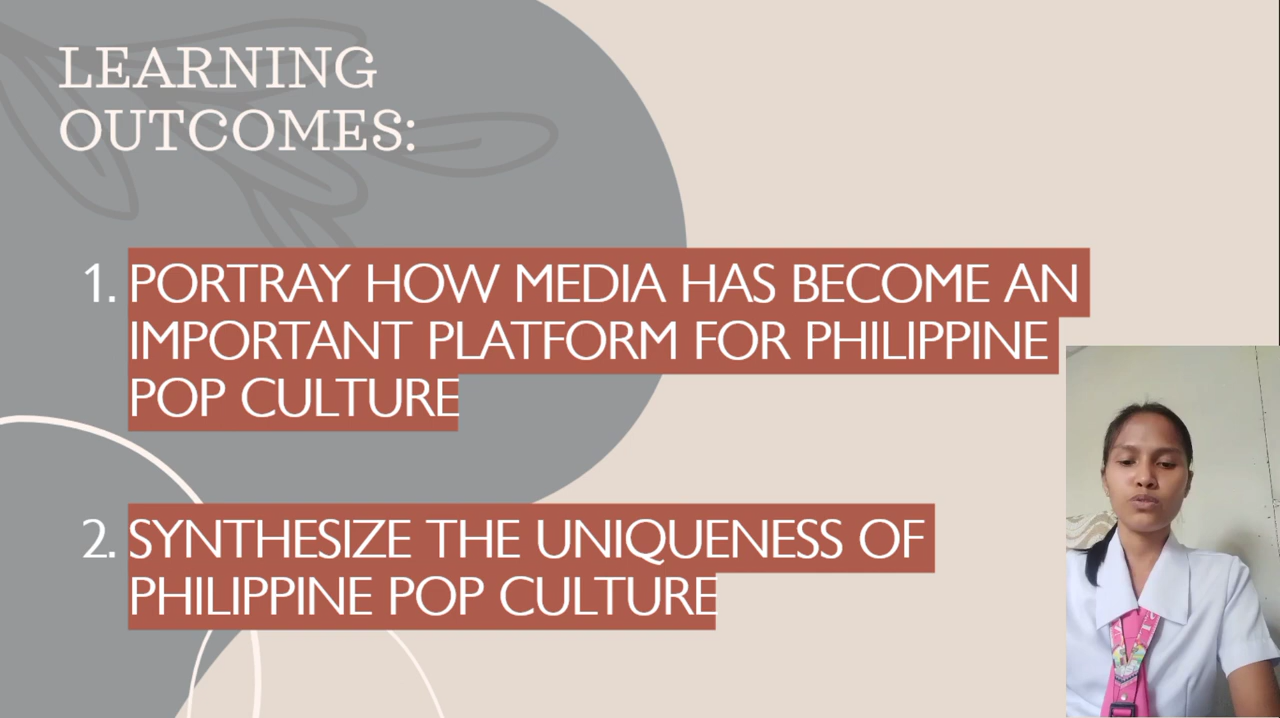 LEARNING
OUTCOMES:
1. PORTRAY HOW MEDIA HAS BECOME AN
IMPORTANT PLATFORM FOR PHILIPPINE
POP CULTURE
2. SYNTHESIZE THE UNIQUENESS OF
PHILIPPINE POP CULTURE